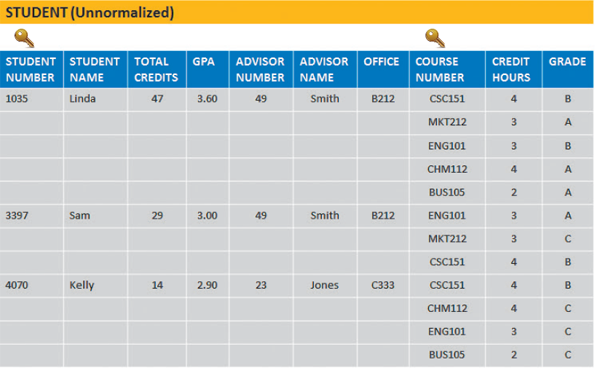 STUDENT (Unnormalized)
STUDENT NUMBER STUDENT NAME TOTAL CREDITS GPA ADVISOR NUMBER ADVISOR NAME OFFICE COURSE NUMBER CREDIT HOURS GRADE
1035 Linda 47 3.60 49 Smith B212 CSC151 4 B
MKT212 3 A
ENG101 3 B
CHM112 4 A
BUS105 2 A
3397 Sam 29 3.00 49 Smith B212 ENG101 3 A
MKT212 3 C
CSC151 4 B
4070 Kelly 14 2.90 23 Jones C333 CSC151 4 B
CHM112 4 C
ENG101 3 C
BUS105 2 C